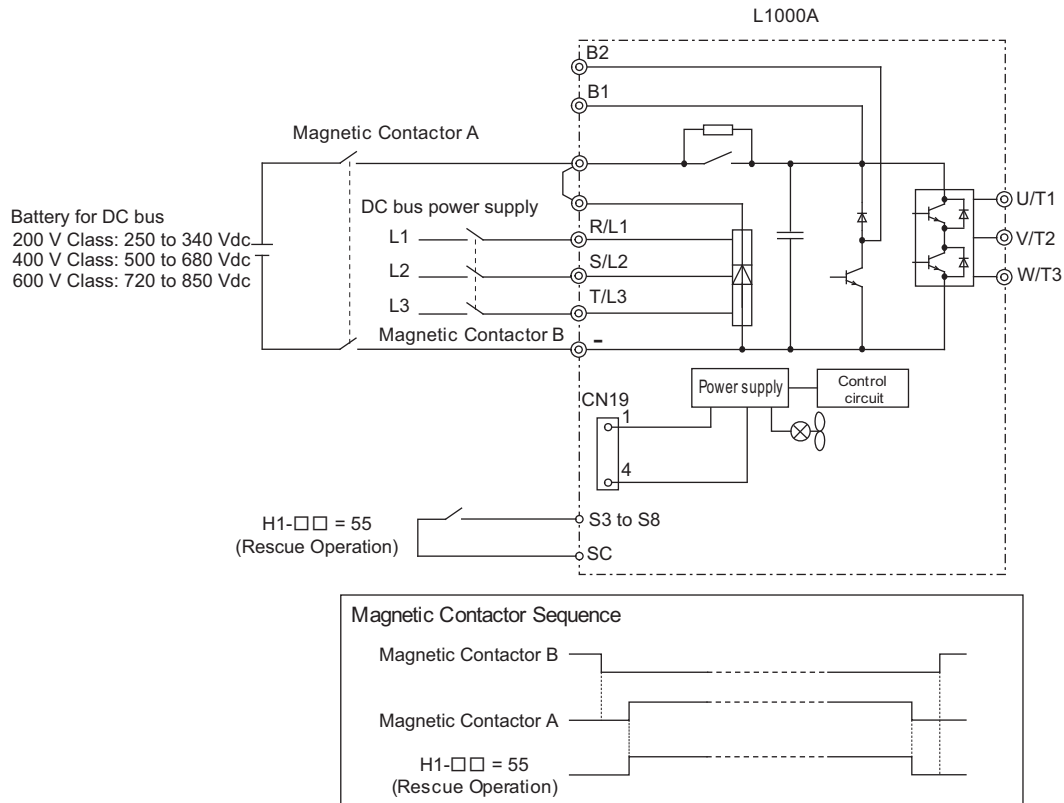 L1000A
B2
B1
Magnetic Contactor A
Battery for DC bus
200 V Class: 250 to 340 Vdc
400 V Class: 500 to 680 Vdc
600 V Class: 720 to 850 Vdc
DC bus power supply
L1
R/L1
L2
S/L2
L3
T/L3
Magnetic Contactor B
-
U/T1
V/T2
W/T3
Power supply
Control
circuit
CN19
1
4
H1-□□ = 55
(Rescue Operation)
S3 to S8
SC
Magnetic Contactor Sequence
Magnetic Contactor B
Magnetic Contactor A
H1-□□ = 55
(Rescue Operation)